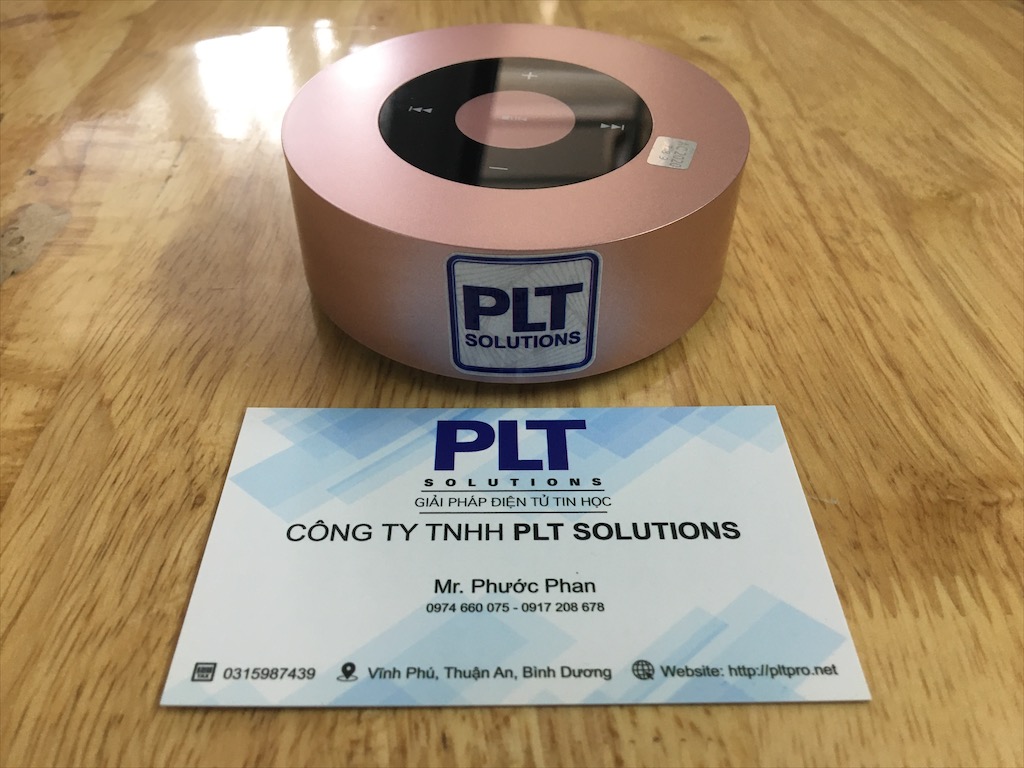 PLT
SOLUTIONS
PLT
SOLUTIONS
GIẢI PHÁP ĐIỆN TỬ TIN HỌC
CÔNG TY TNHH PLT SOLUTIONS
Mr. Phước Phan
0974 660 075 - 0917 208 678
0315987439
Vĩnh Phú, Thuận An, Bình Dương
Website: http://pltpro.net